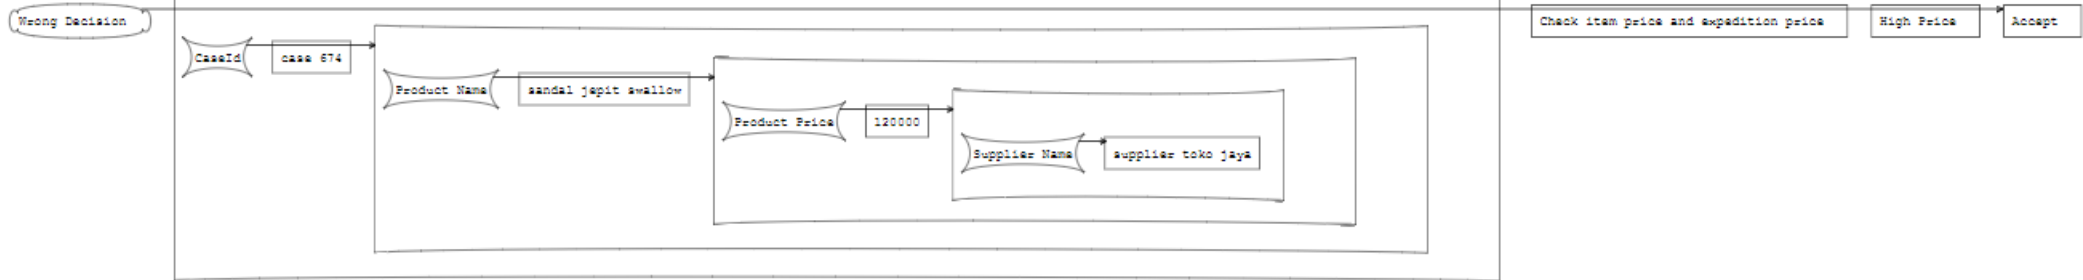 Wrong Decision
Check item price and expedition price
High Price
Accept
CaseId
case 674
Product Name
sandal jepit swallow
Product Price
120000
Supplier Name
supplier toko jaya